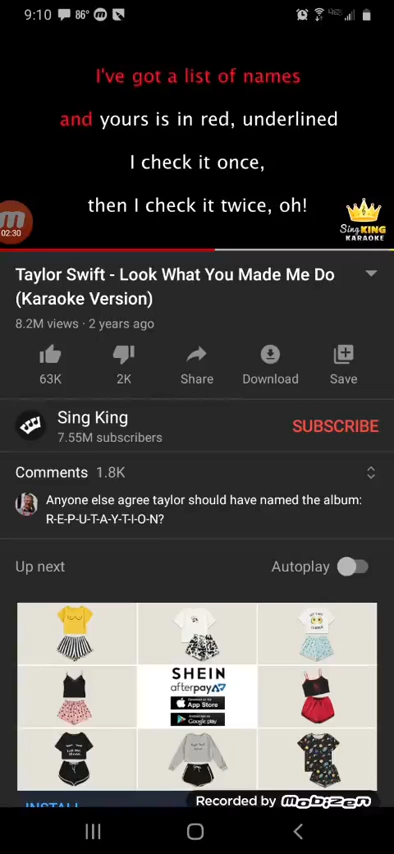 9:10 86°
I've got a list of names
and yours is in red, underlined
I check it once,
then I check it twice, oh!
Sing KING
KARAOKE
02:30
Taylor Swift - Look What You Made Me Do
(Karaoke Version)
8.2M views · 2 years ago
63K 2K Share Download Save
Sing King
7.55M subscribers
SUBSCRIBE
Comments 1.8K
Anyone else agree taylor should have named the album:
R-E-P-U-T-A-Y-T-I-O-N?
Up next Autoplay
SHEIN
afterpay
App Store
Google play
INSTALL
Recorded by mobizen